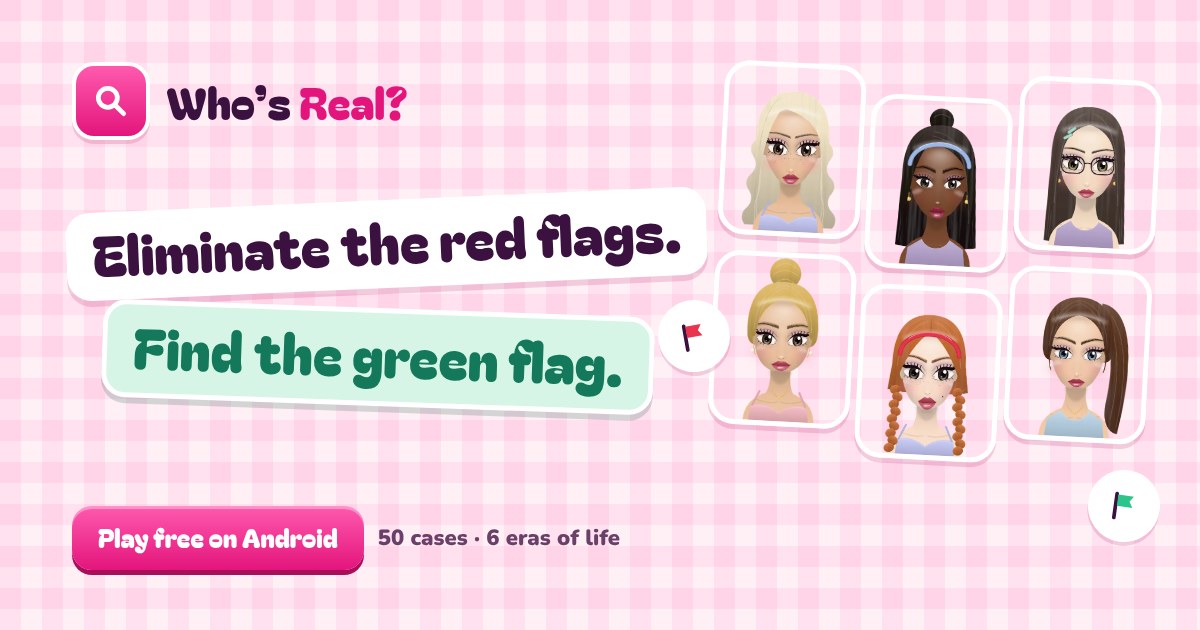 Who's Real?
Eliminate the red flags.
Find the green flag.
Play free on Android
50 cases · 6 eras of life